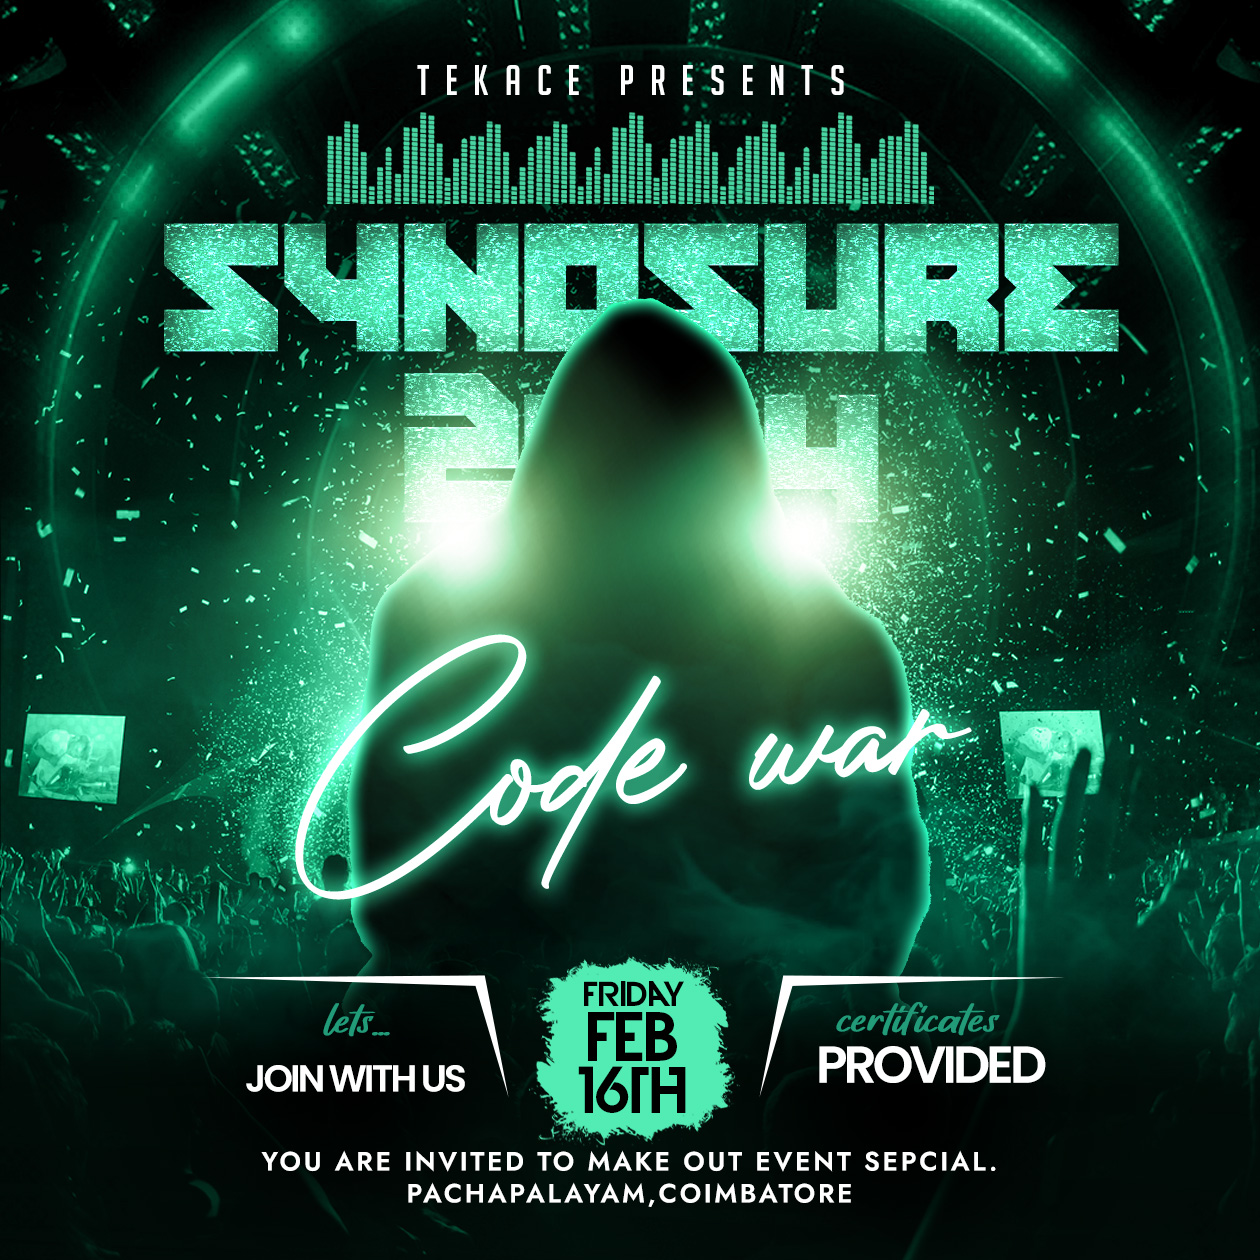 TEKACE PRESENTS
SYNOSURE
Code war
lets...
JOIN WITH US
FRIDAY
FEB
16TH
certificates
PROVIDED
YOU ARE INVITED TO MAKE OUT EVENT SEPCIAL.
PACHAPALAYAM,COIMBATORE